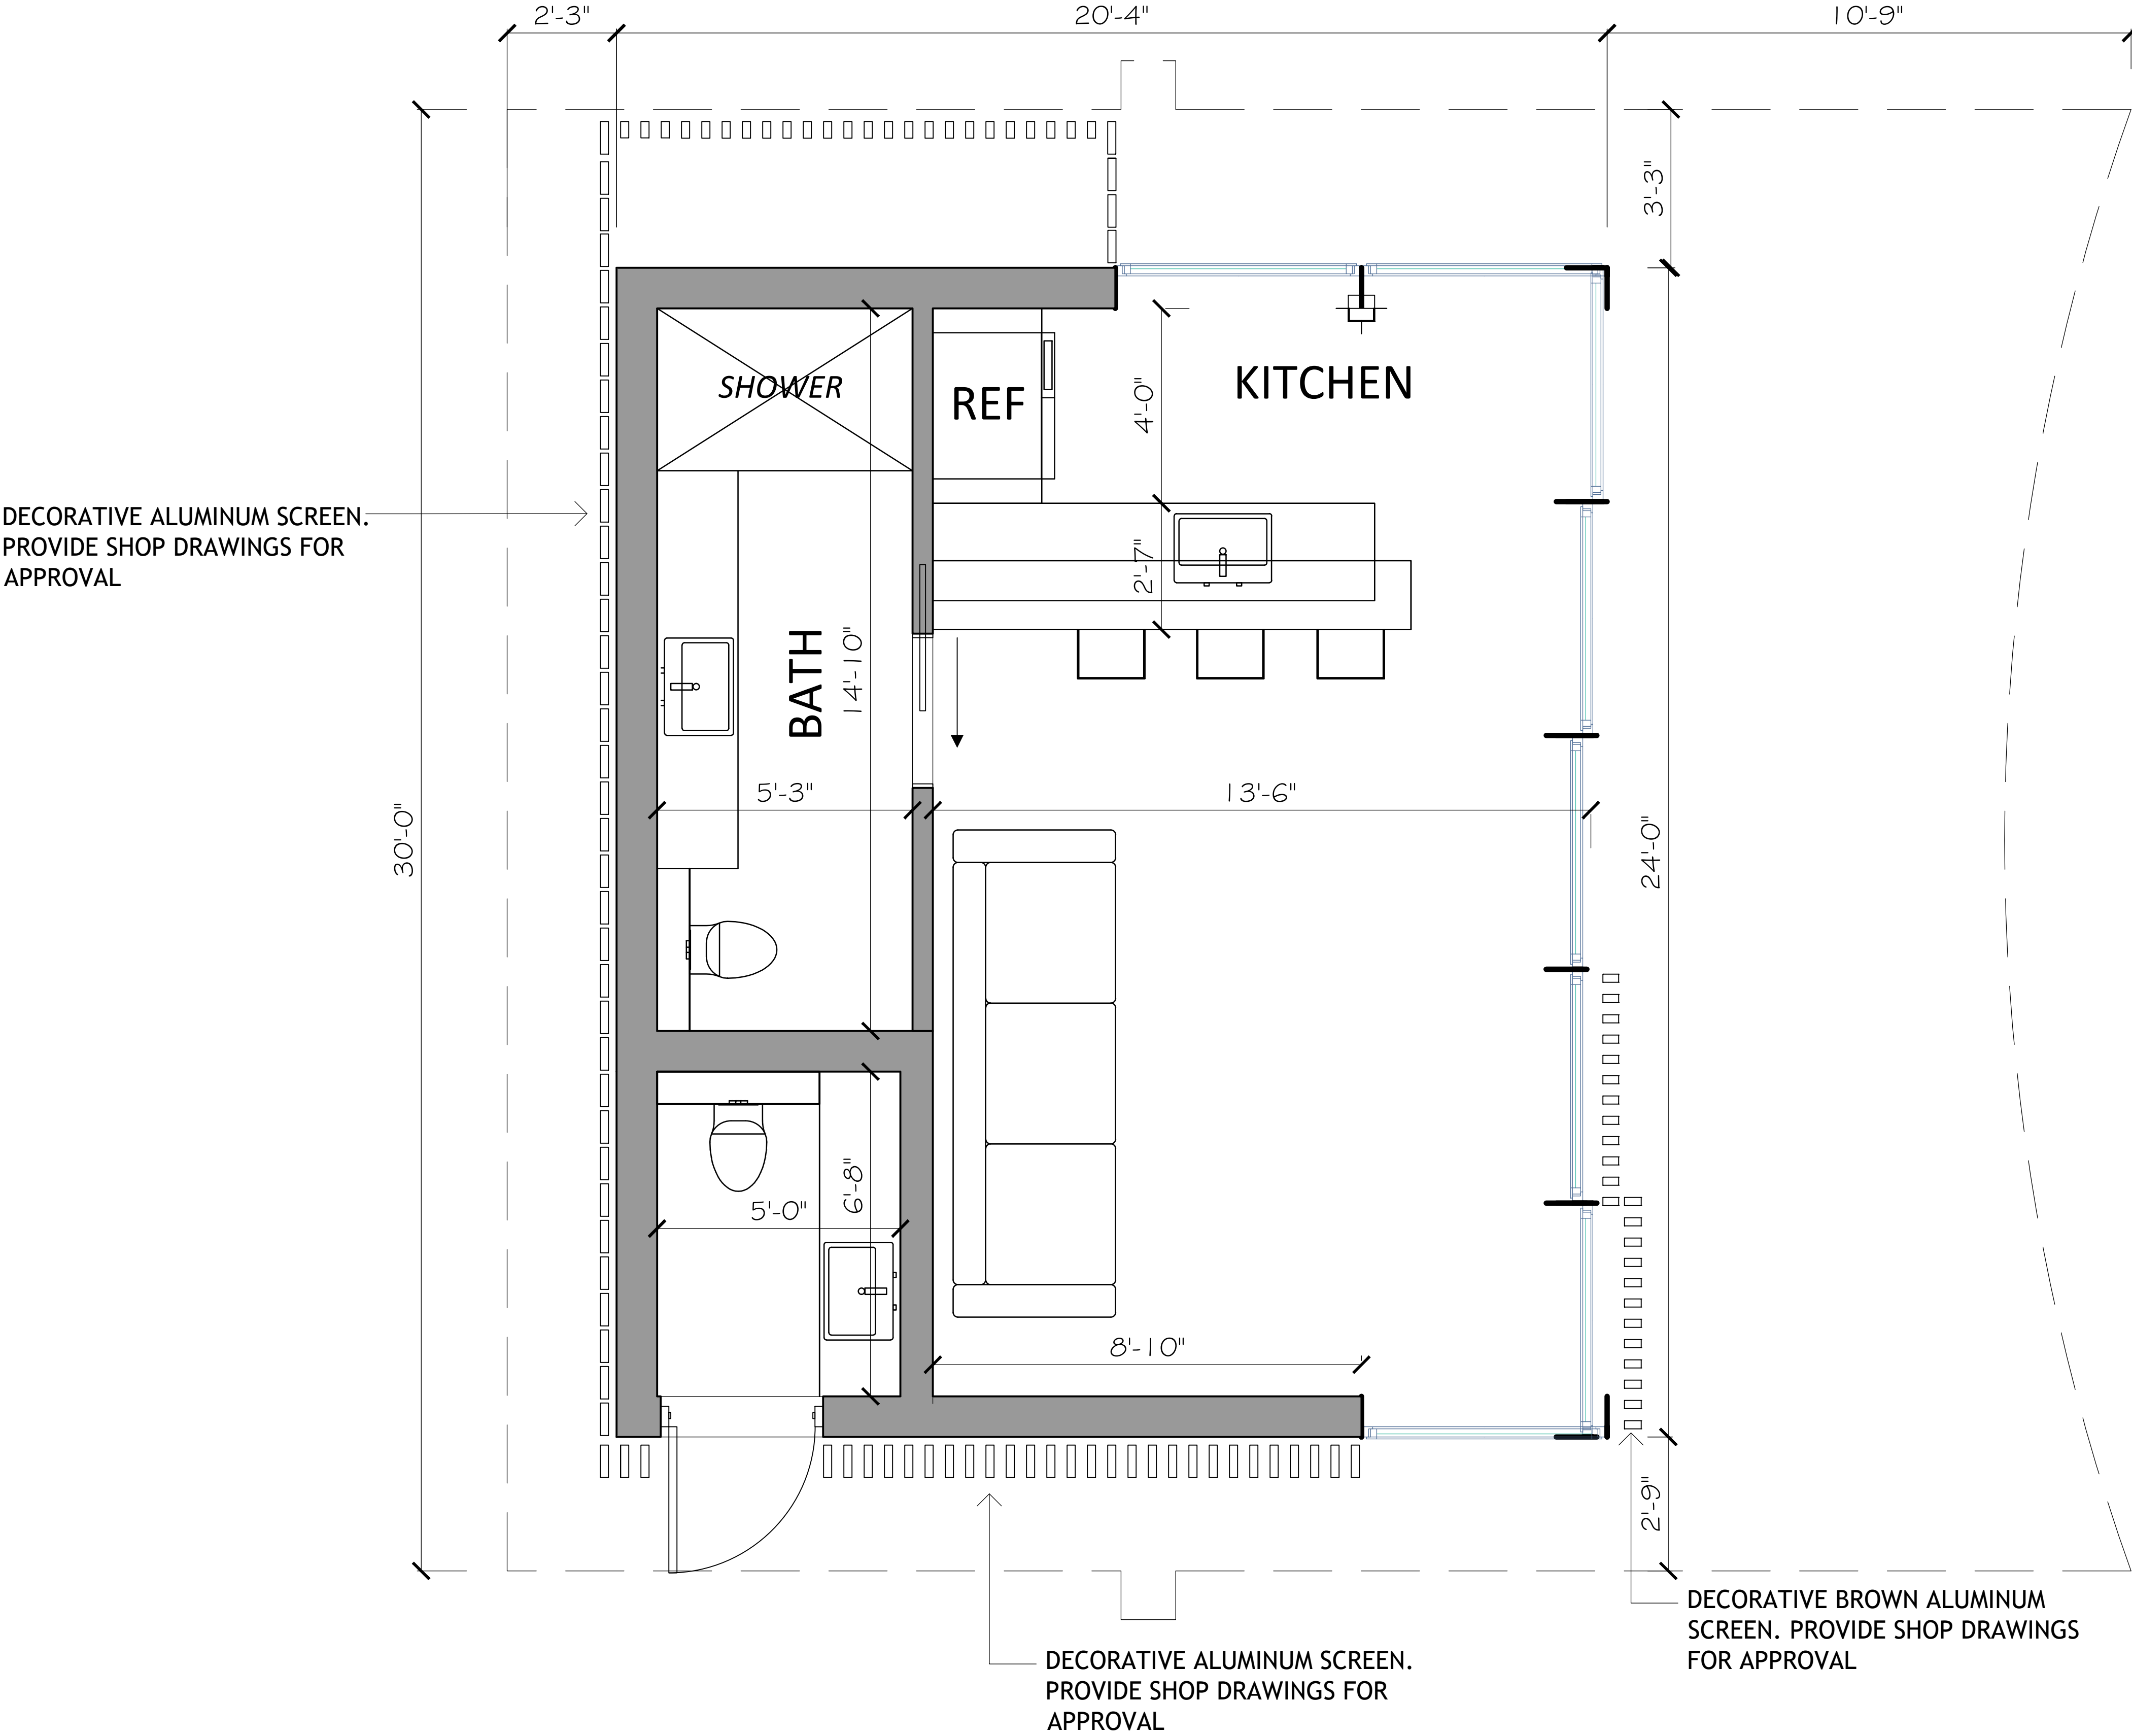 2'-3"
20'-4"
10'-9"
3'-3"
SHOWER
REF
KITCHEN
4'-0"
DECORATIVE ALUMINUM SCREEN.
PROVIDE SHOP DRAWINGS FOR
APPROVAL
2'-7"
BATH
14'-10"
5'-3"
13'-6"
30'-0"
24'-0"
6'-8"
5'-0"
8'-10"
2'-9"
DECORATIVE BROWN ALUMINUM
SCREEN. PROVIDE SHOP DRAWINGS
FOR APPROVAL
DECORATIVE ALUMINUM SCREEN.
PROVIDE SHOP DRAWINGS FOR
APPROVAL